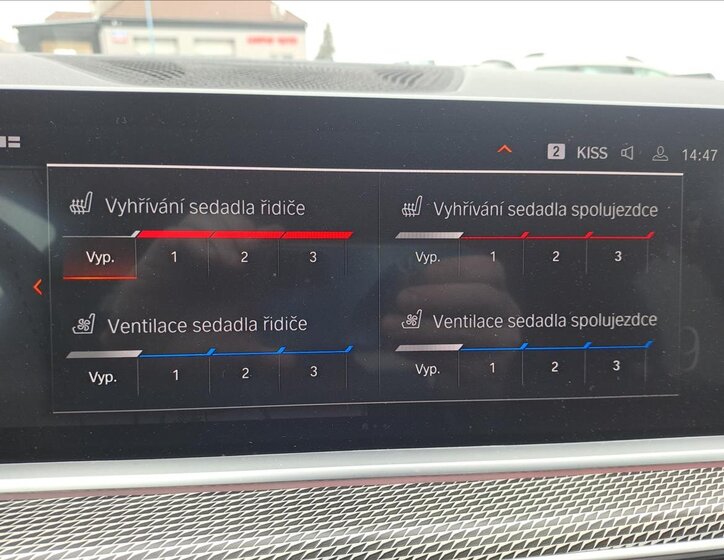 2 KISS 14:47
Vyhřívání sedadla řidiče
Vyp. 1 2 3
Vyhřívání sedadla spolujezdce
Vyp. 1 2 3
Ventilace sedadla řidiče
Vyp. 1 2 3
Ventilace sedadla spolujezdce
Vyp. 1 2 3